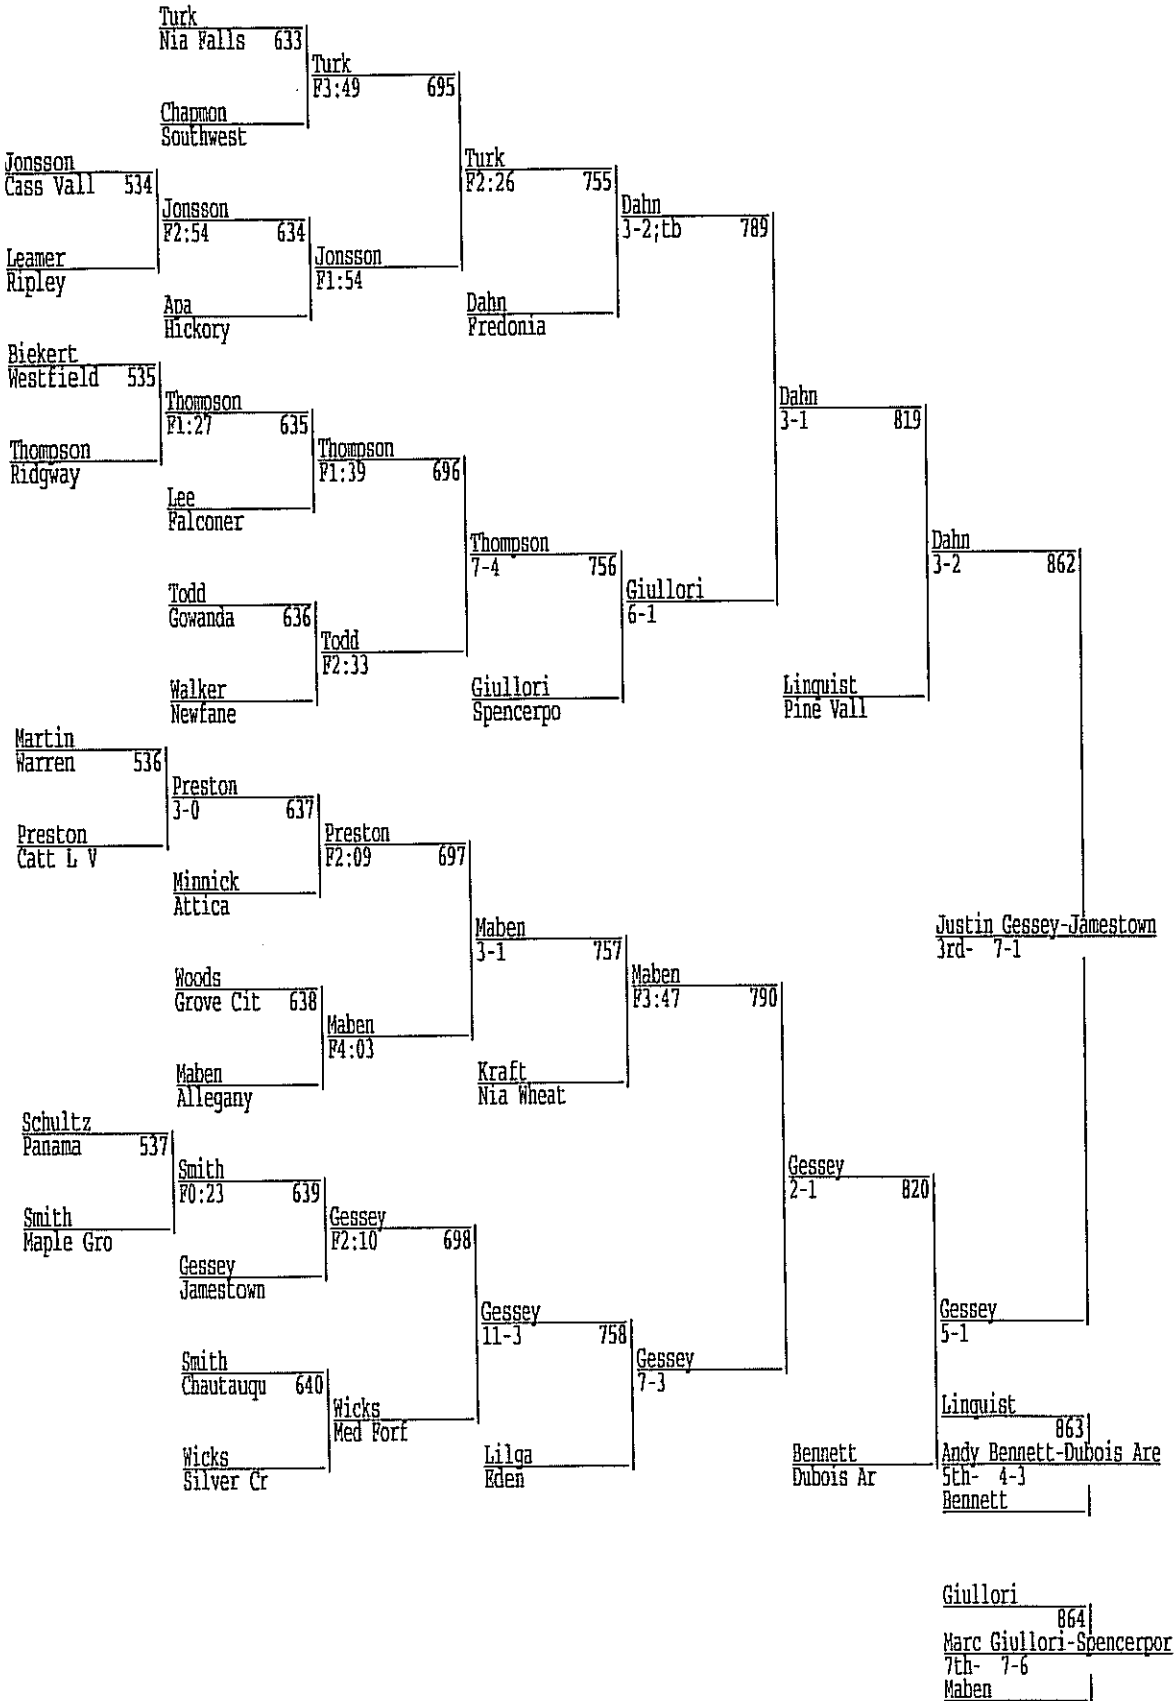 Turk
Nia Falls 633
Turk
F3:49 695
Chapmon
Southwest
Jonsson
Cass Vall 534
Turk
F2:26 755
Jonsson
F2:54 634
Dahn
3-2;tb 789
Leamer
Ripley
Jonsson
F1:54
Apa
Hickory
Dahn
Fredonia
Biekert
Westfield 535
Thompson
F1:27 635
Dahn
3-1 819
Thompson
Ridgway
Thompson
F1:39 696
Lee
Falconer
Thompson
7-4 756
Dahn
3-2 862
Todd
Gowanda 636
Giullori
6-1
Todd
F2:33
Walker
Newfane
Giullori
Spencerpo
Linquist
Pine Vall
Martin
Warren 536
Preston
3-0 637
Preston
Catt L V
Preston
F2:09 697
Minnick
Attica
Maben
3-1 757
Justin Gessey-Jamestown
3rd- 7-1
Woods
Grove Cit 638
Maben
F3:47 790
Maben
F4:03
Maben
Allegany
Kraft
Nia Wheat
Schultz
Panama 537
Smith
F0:23 639
Gessey
2-1 820
Smith
Maple Gro
Gessey
F2:10 698
Gessey
Jamestown
Gessey
11-3 758
Gessey
5-1
Smith
Chautauqu 640
Gessey
7-3
Wicks
Med Forf
Linquist
863
Wicks
Silver Cr
Lilga
Eden
Bennett
Dubois Ar
Andy Bennett-Dubois Are
5th- 4-3
Bennett
Giullori
864
Marc Giullori-Spencerpor
7th- 7-6
Maben